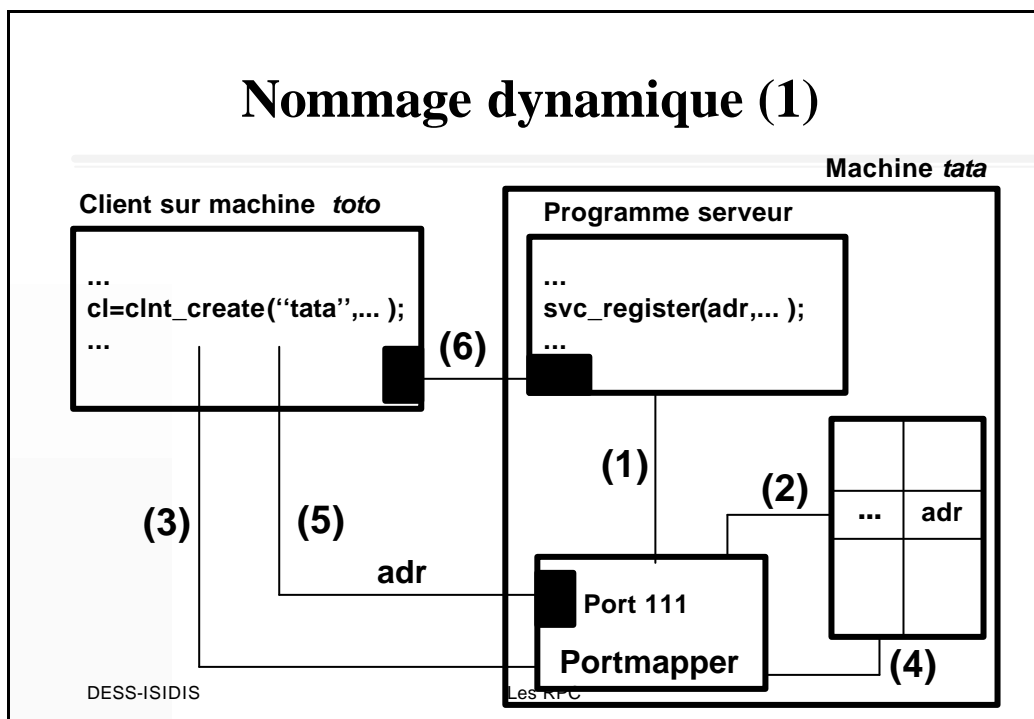 Nommage dynamique (1)
Machine tata
Client sur machine toto
Programme serveur
...
cl=clnt_create(“tata”,... );
...
...
svc_register(adr,... );
...
(6)
(1)
(2)
... adr
(3)
(5)
adr
Port 111
Portmapper
(4)
DESS-ISIDIS
Les RPC